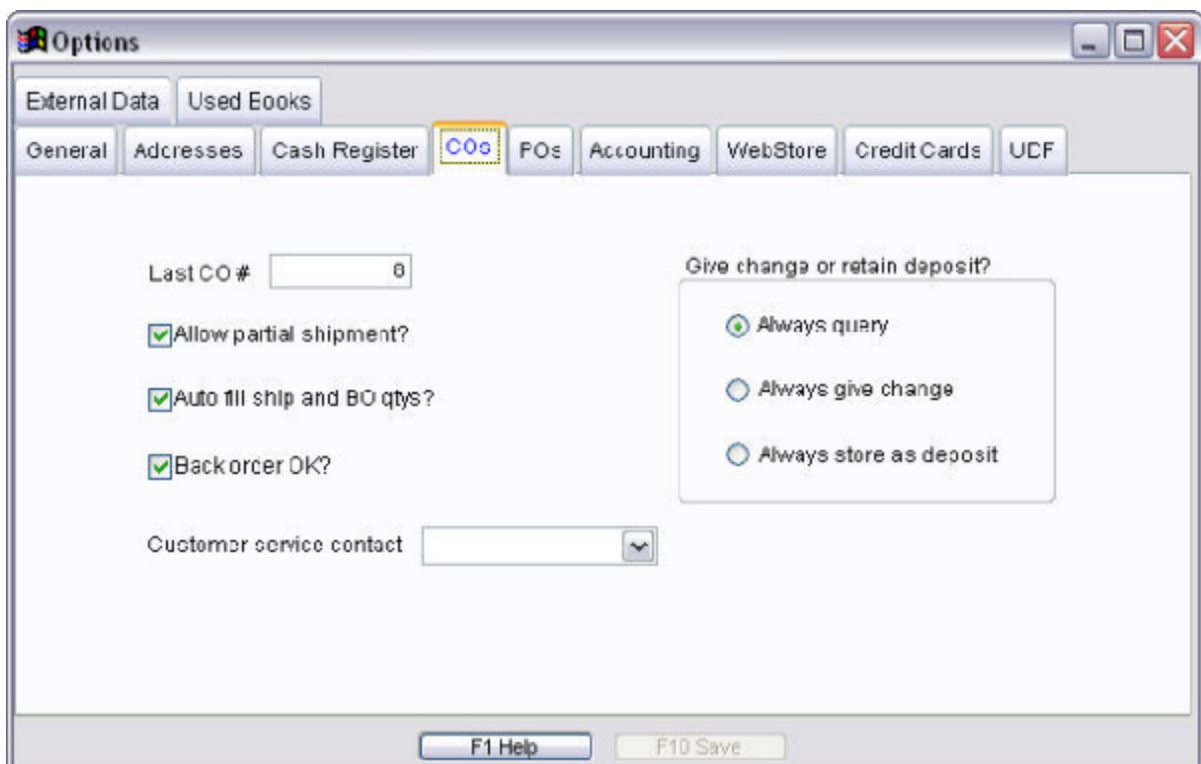 Options
External Data Used Books
General Addresses Cash Register COs POs Accounting WebStore Credit Cards UDF
Last CO # 8
Give change or retain deposit?
Allow partial shipment?
Always query
Auto fill ship and BO qtys?
Always give change
Back order OK?
Always store as deposit
Customer service contact
F1 Help F10 Save